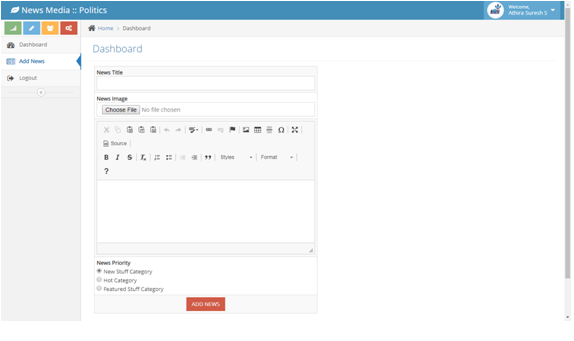 News Media :: Politics
Welcome,
Athira Suresh S
Home > Dashboard
Dashboard
Add News
Logout
Dashboard
News Title
News Image
Choose File No file chosen
Source
B I S Styles Format
?
News Priority
New Stuff Category
Hot Category
Featured Stuff Category
ADD NEWS